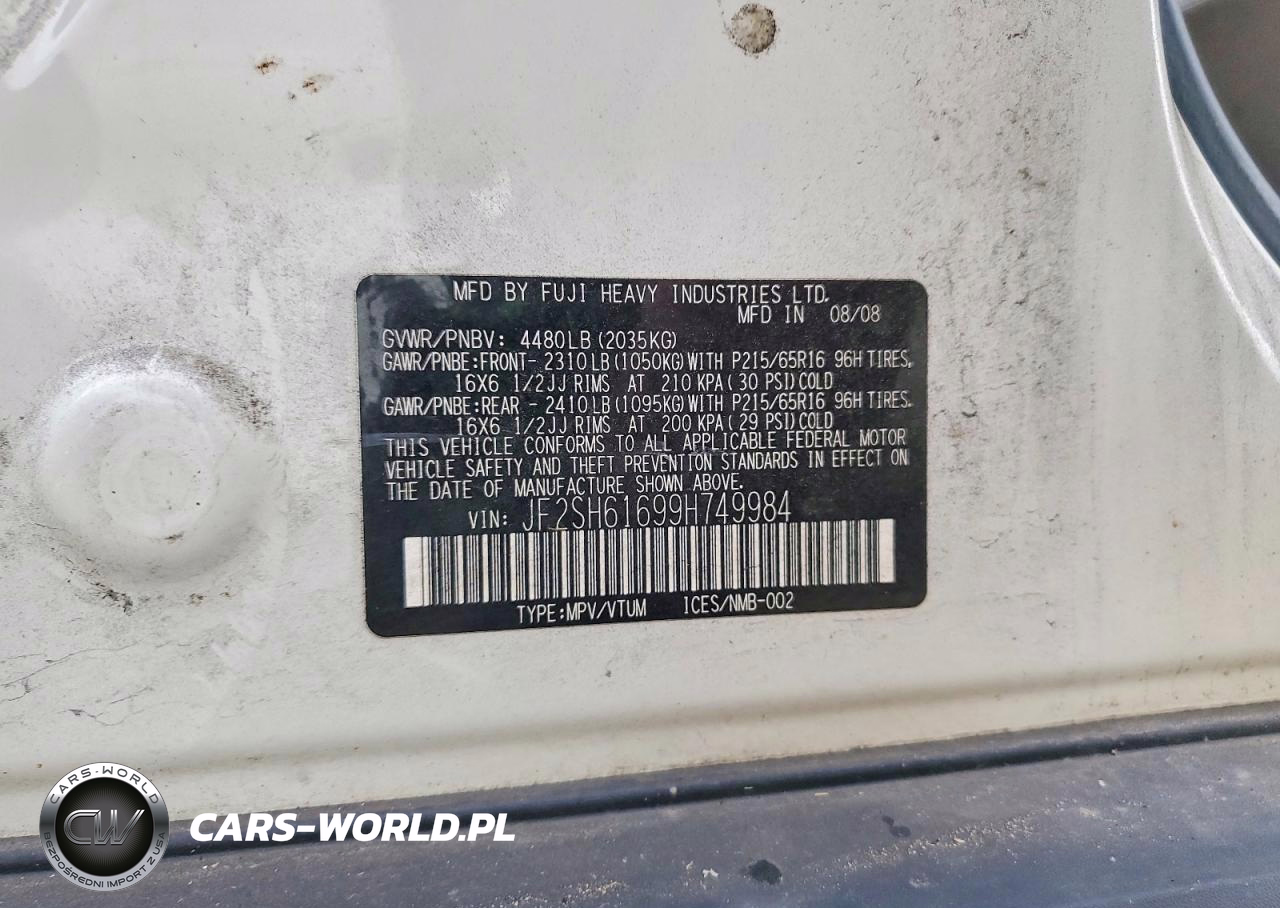 MFD BY FUJI HEAVY INDUSTRIES LTD.
MFD IN 08/08
GVWR/PNBV: 4480LB (2035KG)
GAWR/PNBE:FRONT- 2310LB(1050KG)WITH P215/65R16 96H TIRES,
16X6 1/2JJ RIMS AT 210 KPA( 30 PSI)COLD
GAWR/PNBE:REAR - 2410LB(1095KG)WITH P215/65R16 96H TIRES.
16X6 1/2JJ RIMS AT 200 KPA( 29 PSI)COLD
THIS VEHICLE CONFORMS TO ALL APPLICABLE FEDERAL MOTOR
VEHICLE SAFETY AND THEFT PREVENTION STANDARDS IN EFFECT ON
THE DATE OF MANUFACTURE SHOWN ABOVE.
VIN: JF2SH61699H749984
TYPE:MPV/VTUM ICES/NMB-002
CARS-WORLD
CW
BEZPOŚREDNI IMPORT Z USA
CARS-WORLD.PL